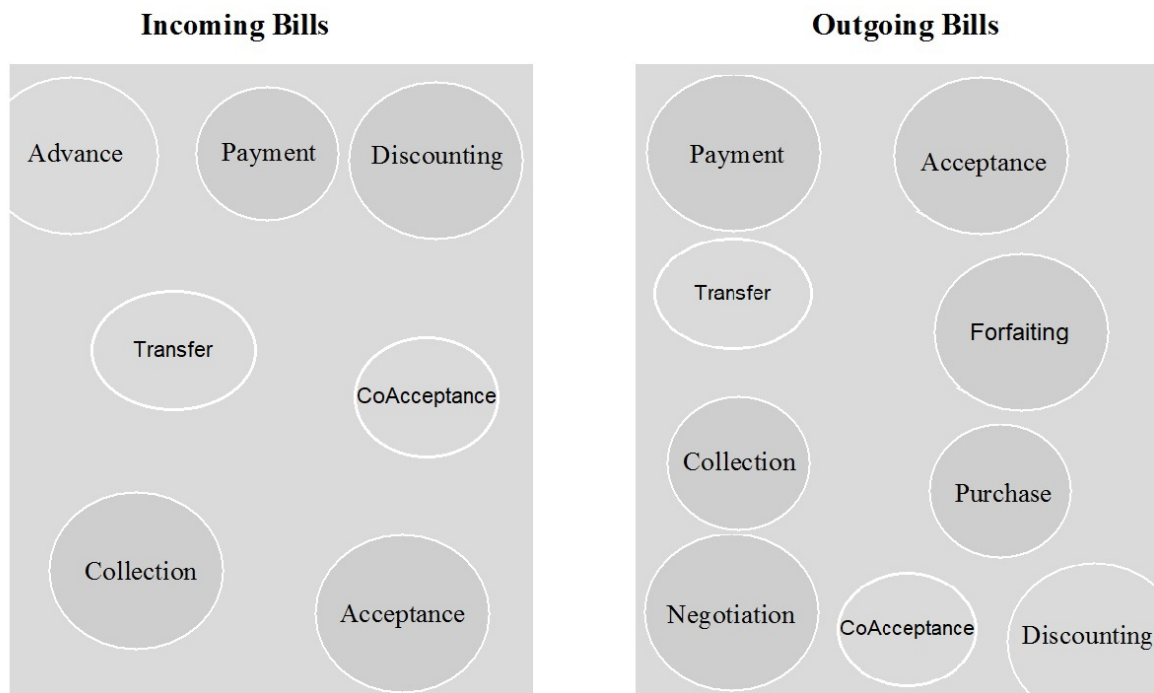 Incoming Bills
Advance
Payment
Discounting
Transfer
CoAcceptance
Collection
Acceptance
Outgoing Bills
Payment
Acceptance
Transfer
Forfaiting
Collection
Purchase
Negotiation
CoAcceptance
Discounting